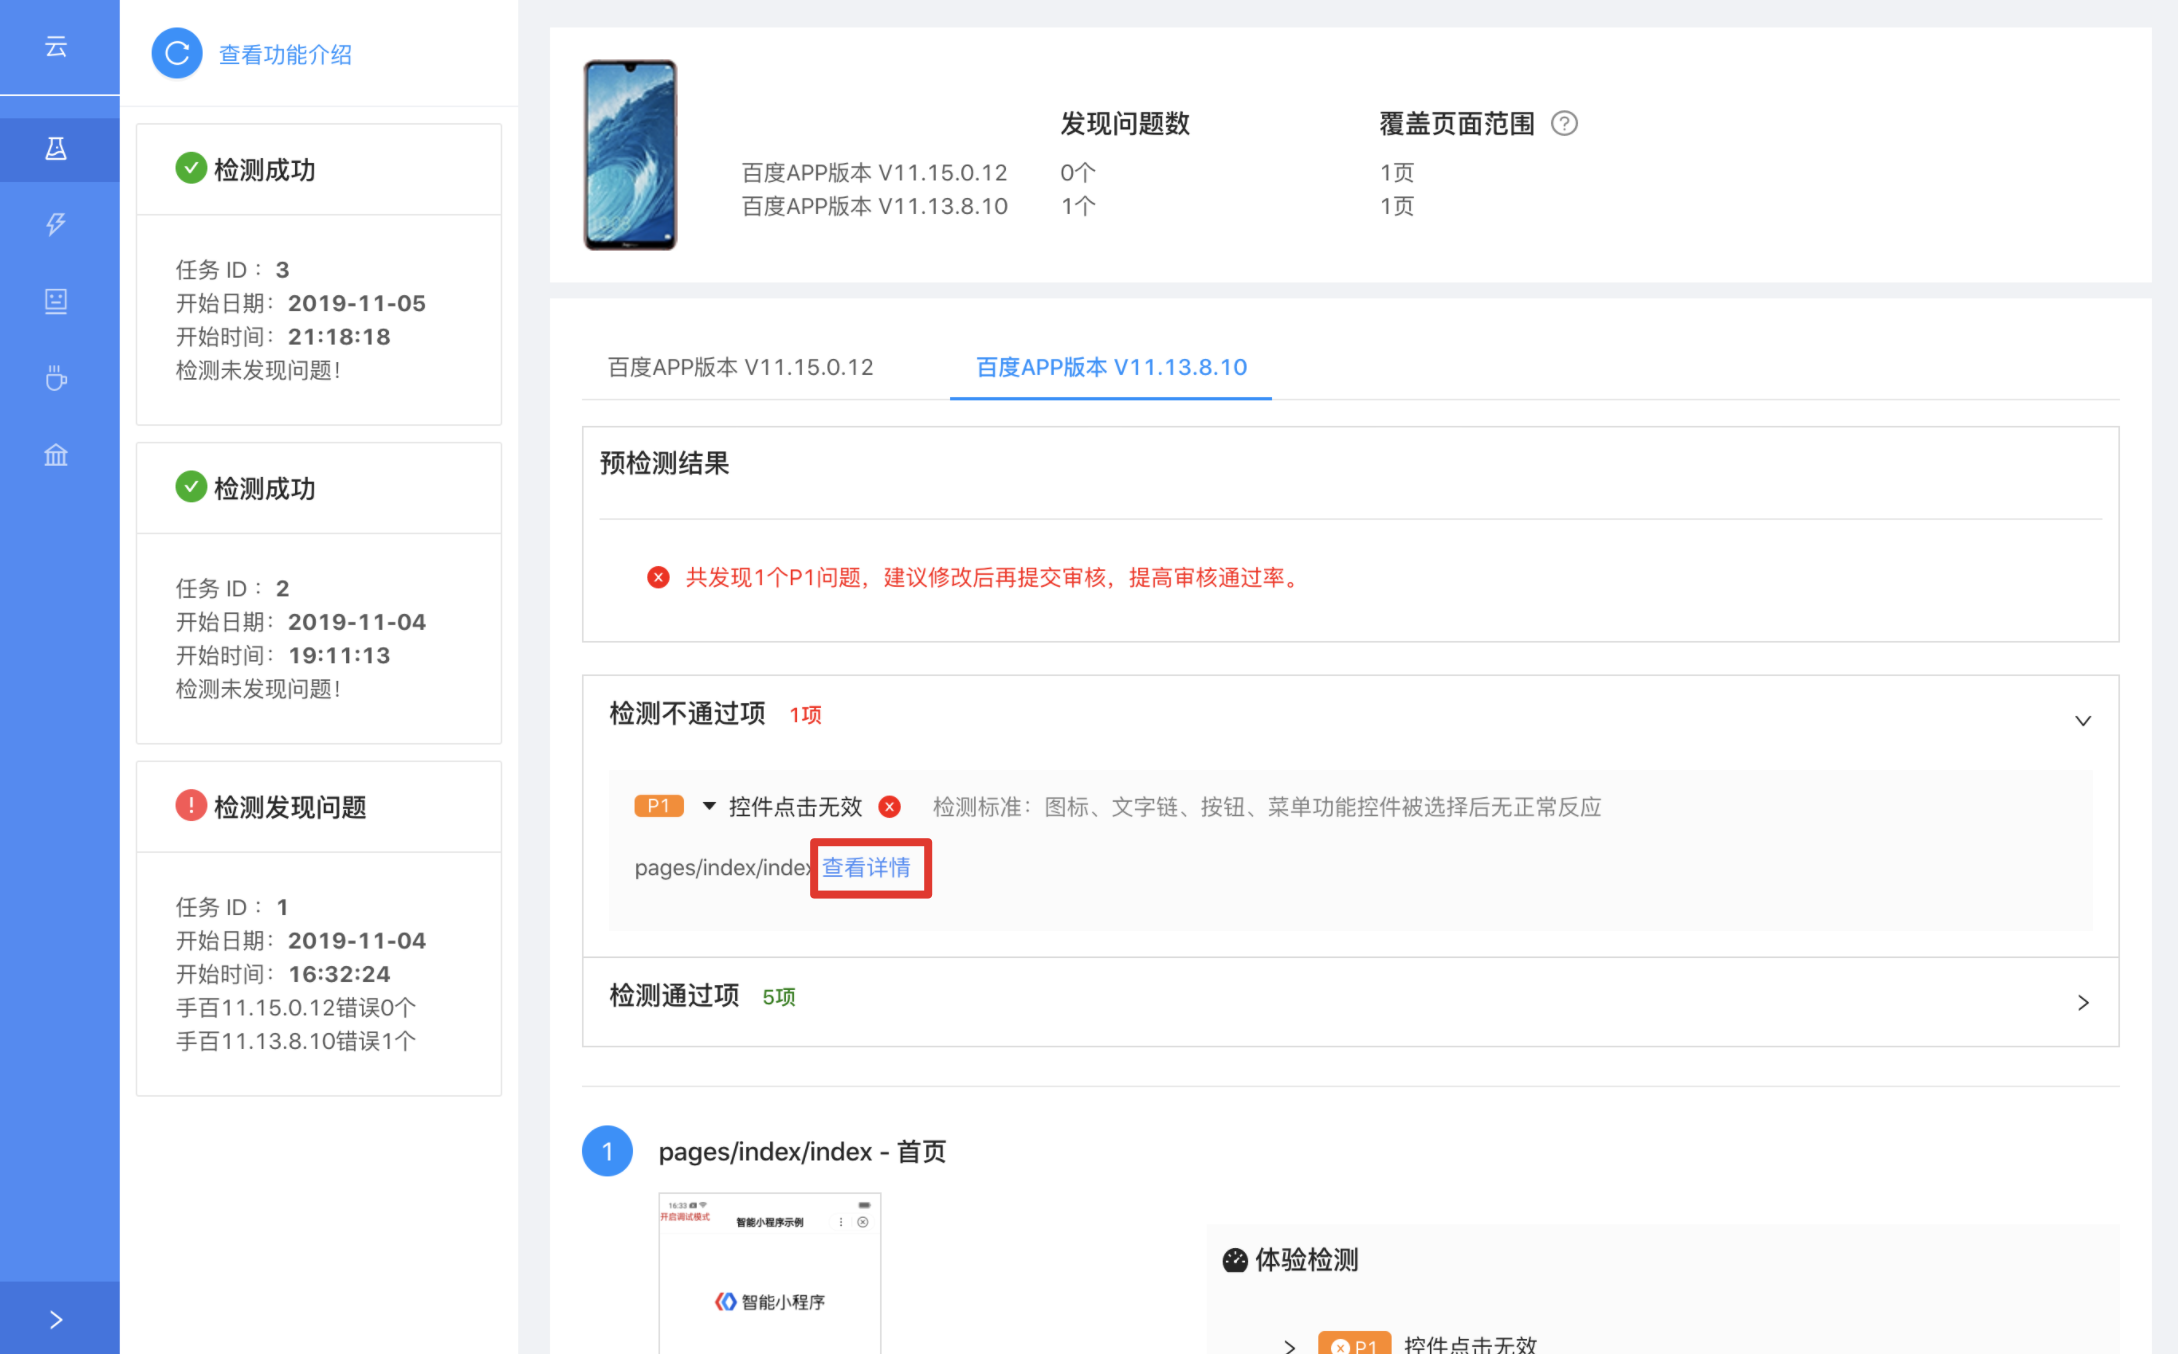 云
查看功能介绍
检测成功
任务 ID： 3
开始日期： 2019-11-05
开始时间： 21:18:18
检测未发现问题！
检测成功
任务 ID： 2
开始日期： 2019-11-04
开始时间： 19:11:13
检测未发现问题！
检测发现问题
任务 ID： 1
开始日期： 2019-11-04
开始时间： 16:32:24
手百11.15.0.12错误0个
手百11.13.8.10错误1个
发现问题数 覆盖页面范围 ?
百度APP版本 V11.15.0.12 0个 1页
百度APP版本 V11.13.8.10 1个 1页
百度APP版本 V11.15.0.12 百度APP版本 V11.13.8.10
预检测结果
共发现1个P1问题，建议修改后再提交审核，提高审核通过率。
检测不通过项 1项
P1 控件点击无效 检测标准：图标、文字链、按钮、菜单功能控件被选择后无正常反应
pages/index/index 查看详情
检测通过项 5项
1 pages/index/index - 首页
16:33
开启调试模式
智能小程序示例
智能小程序
体验检测
P1 控件点击无效